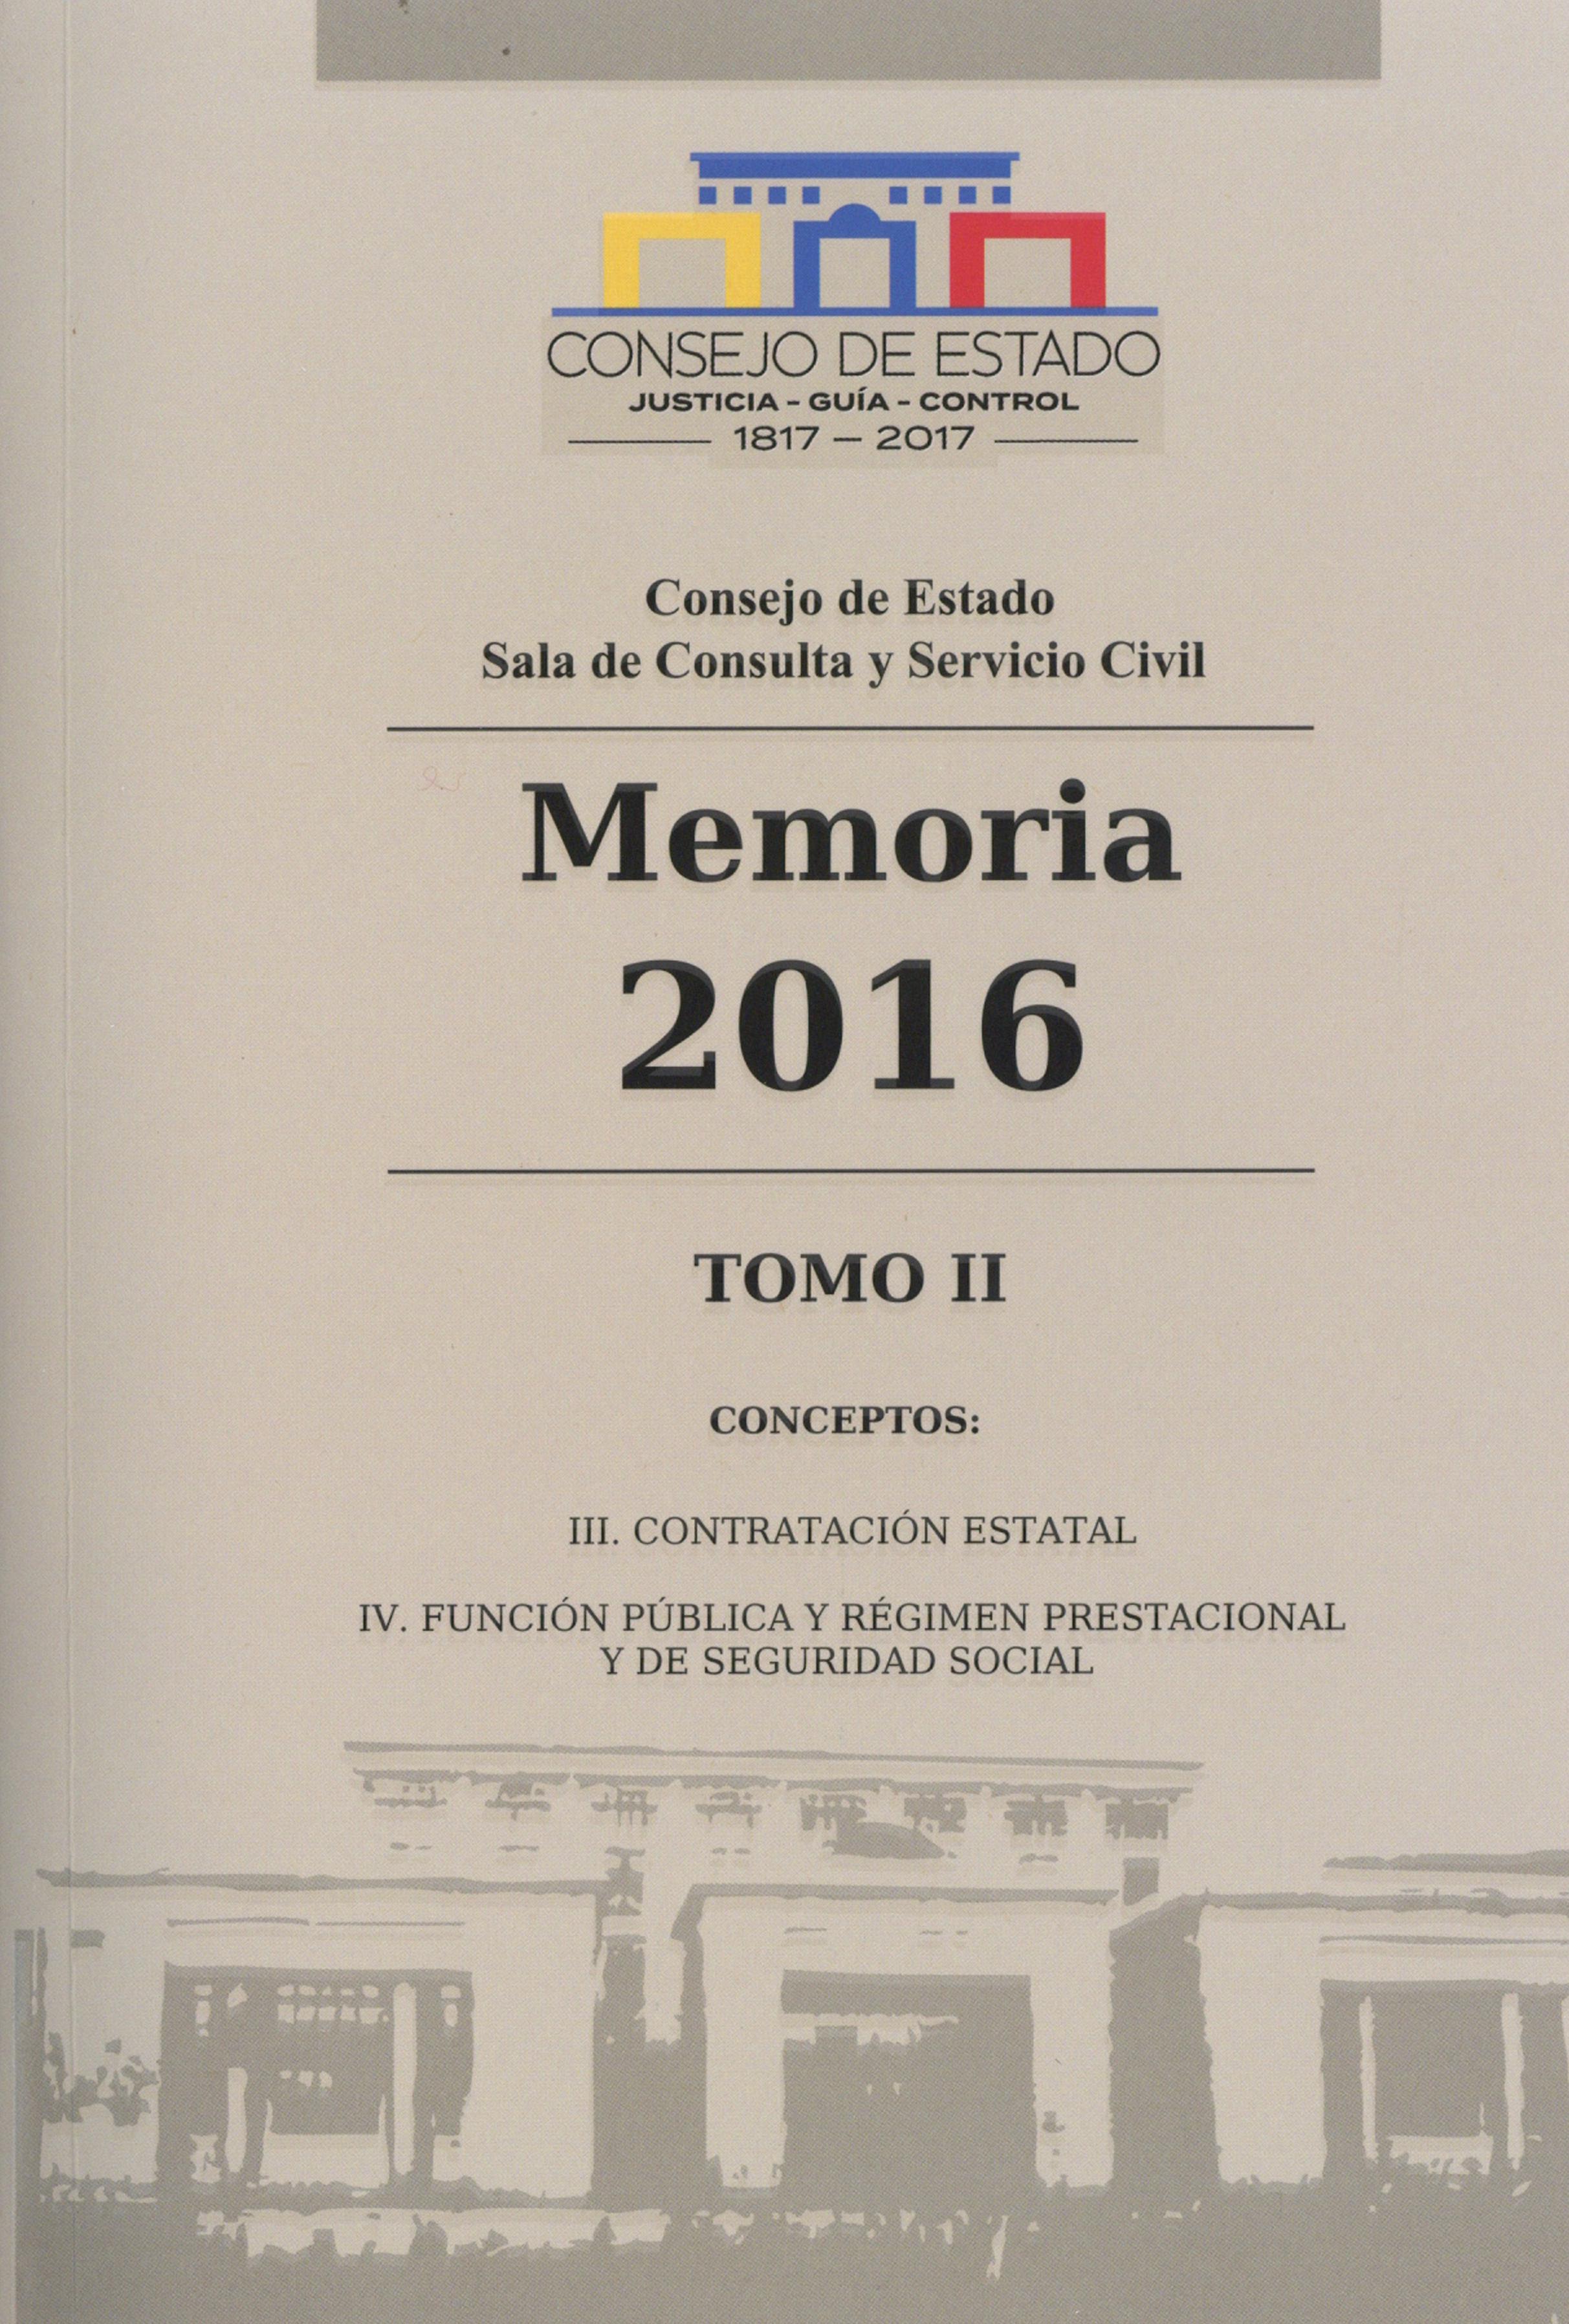 CONSEJO DE ESTADO
JUSTICIA - GUÍA - CONTROL
1817 — 2017
Consejo de Estado
Sala de Consulta y Servicio Civil
Memoria
2016
TOMO II
CONCEPTOS:
III. CONTRATACIÓN ESTATAL
IV. FUNCIÓN PÚBLICA Y RÉGIMEN PRESTACIONAL
Y DE SEGURIDAD SOCIAL